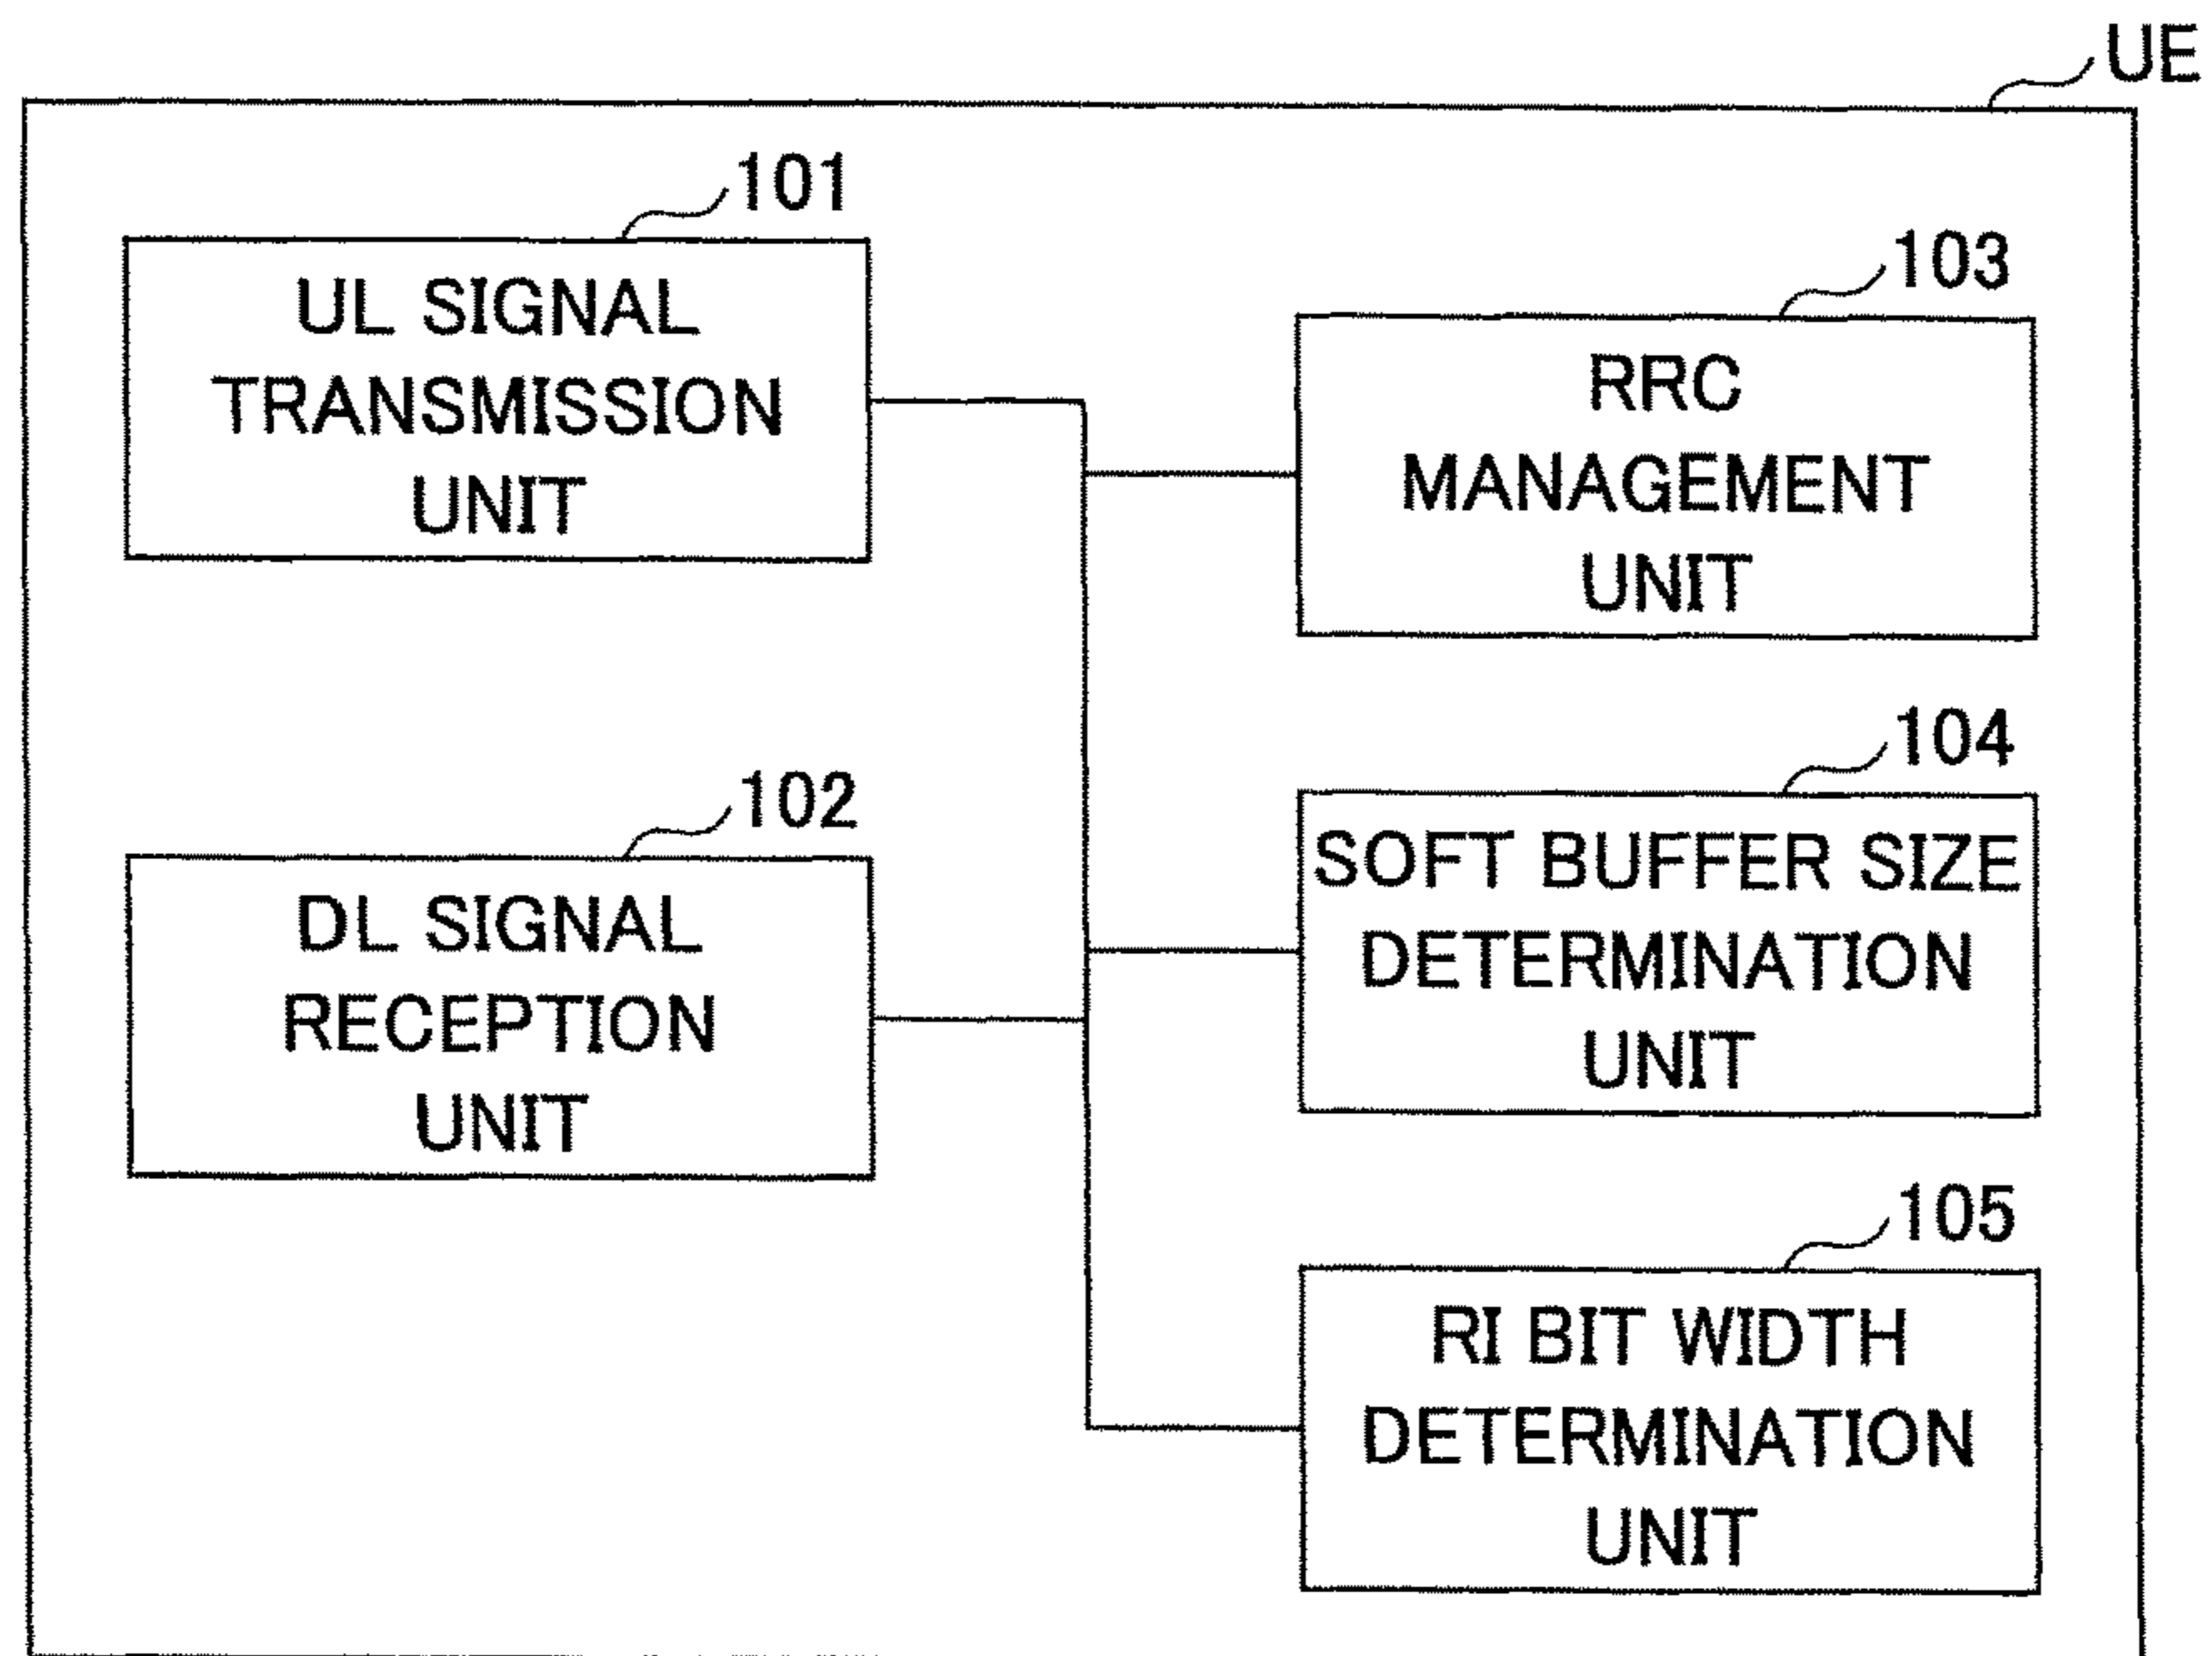 UE
101
UL SIGNAL
TRANSMISSION
UNIT
102
DL SIGNAL
RECEPTION
UNIT
103
RRC
MANAGEMENT
UNIT
104
SOFT BUFFER SIZE
DETERMINATION
UNIT
105
RI BIT WIDTH
DETERMINATION
UNIT